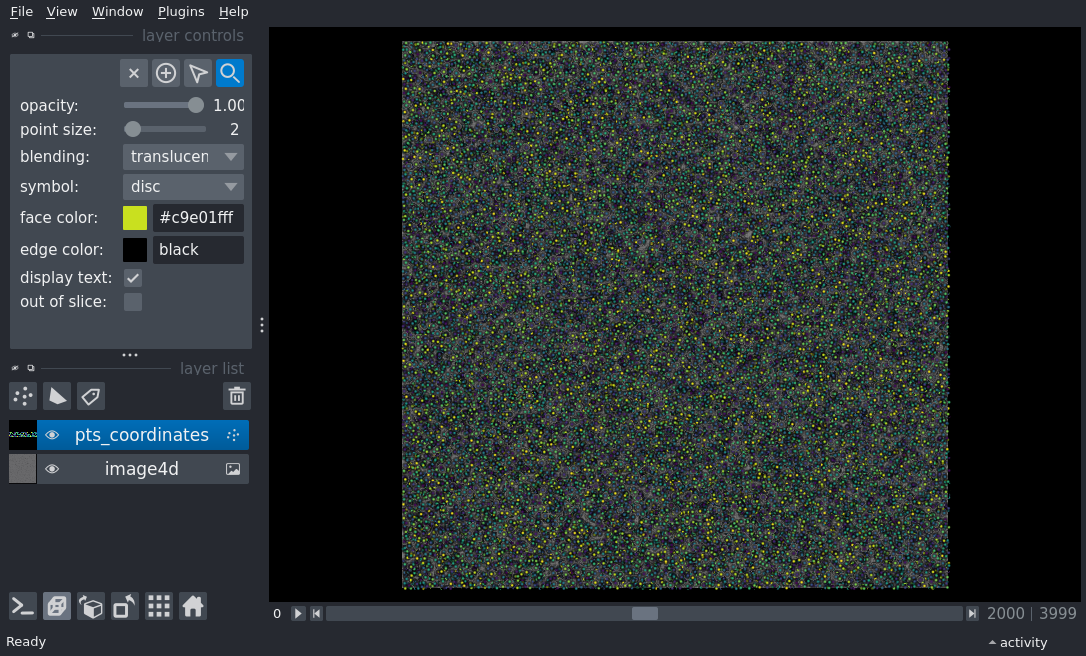 File View Window Plugins Help
layer controls
opacity: 1.00
point size: 2
blending: translucen
symbol: disc
face color: #c9e01fff
edge color: black
display text:
out of slice:
layer list
pts_coordinates
image4d
0 2000 | 3999
Ready
activity